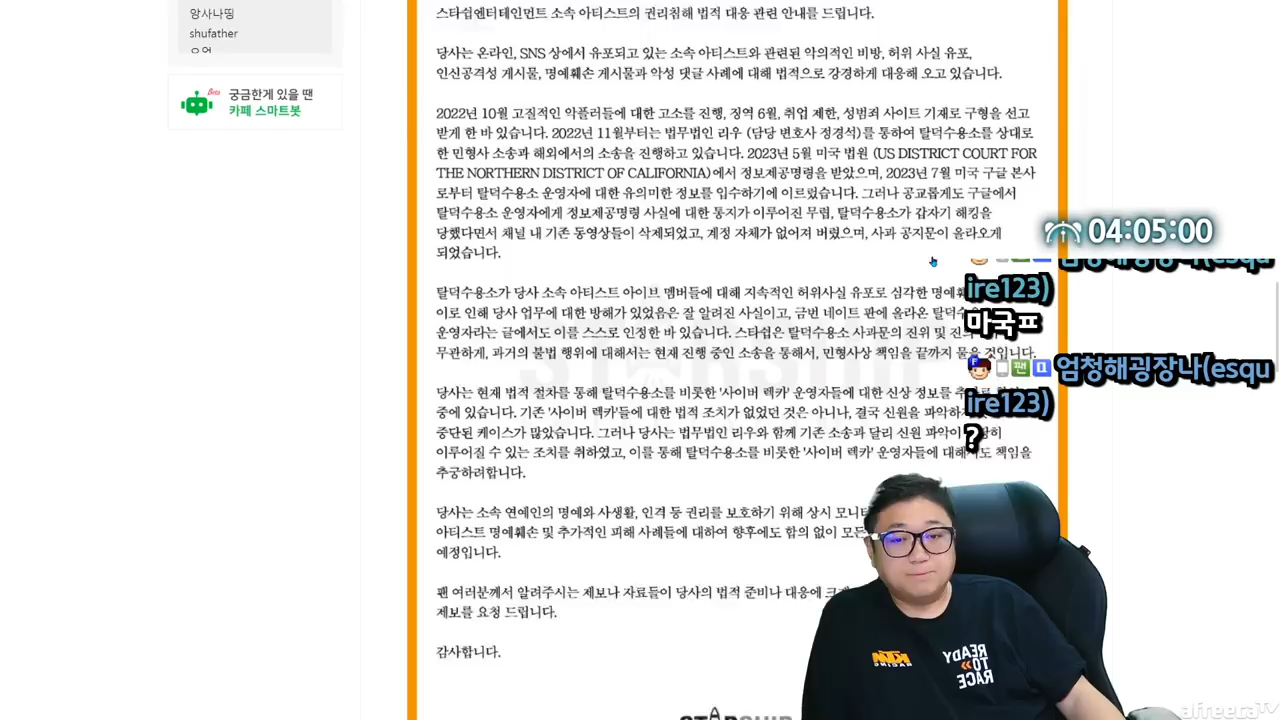 앙사나띵
shufather
궁금한게 있을 땐
Beta
카페 스마트봇
스타쉽엔터테인먼트 소속 아티스트의 권리침해 법적 대응 관련 안내를 드립니다.
당사는 온라인, SNS 상에서 유포되고 있는 소속 아티스트와 관련된 악의적인 비방, 허위 사실 유포,
인신공격성 게시물, 명예훼손 게시물과 악성 댓글 사례에 대해 법적으로 강경하게 대응해 오고 있습니다.
2022년 10월 고질적인 악플러들에 대한 고소를 진행, 징역 6월, 취업 제한, 성범죄 사이트 기재로 구형을 선고
받게 한 바 있습니다. 2022년 11월부터는 법무법인 리우 (담당 변호사 정경석)를 통하여 탈덕수용소를 상대로
한 민형사 소송과 해외에서의 소송을 진행하고 있습니다. 2023년 5월 미국 법원 (US DISTRICT COURT FOR
THE NORTHERN DISTRICT OF CALIFORNIA)에서 정보제공명령을 받았으며, 2023년 7월 미국 구글 본사
로부터 탈덕수용소 운영자에 대한 유의미한 정보를 입수하기에 이르렀습니다. 그러나 공교롭게도 구글에서
탈덕수용소 운영자에게 정보제공명령 사실에 대한 통지가 이루어진 무렵, 탈덕수용소가 갑자기 해킹을
당했다면서 채널 내 기존 동영상들이 삭제되었고, 계정 자체가 없어져 버렸으며, 사과 공지문이 올라오게
되었습니다.
탈덕수용소가 당사 소속 아티스트 아이브 멤버들에 대해 지속적인 허위사실 유포로 심각한
이로 인해 당사 업무에 대한 방해가 있었음은 잘 알려진 사실이고, 금번 네이트 판에 올라온
운영자라는 글에서도 이를 스스로 인정한 바 있습니다. 스타쉽은 탈덕수용소 사과문의 진위 및
무관하게, 과거의 불법 행위에 대해서는 현재 진행 중인 소송을 통해서, 민형사상 책임을 끝까지 물을 것입니다.
당사는 현재 법적 절차를 통해 탈덕수용소를 비롯한 '사이버 렉카' 운영자들에 대한 신상 정보를
중에 있습니다. 기존 '사이버 렉카'들에 대한 법적 조치가 없었던 것은 아니나, 결국 신원을
중단된 케이스가 많았습니다. 그러나 당사는 법무법인 리우와 함께 기존 소송과 달리 신원 파악이
이루어질 수 있는 조치를 취하였고, 이를 통해 탈덕수용소를 비롯한 '사이버 렉카' 운영자들에 책임을
추궁하려합니다.
당사는 소속 연예인의 명예와 사생활, 인격 등 권리를 보호하기 위해 상시
아티스트 명예훼손 및 추가적인 피해 사례들에 대하여 향후에도 합의 없이
예정입니다.
팬 여러분께서 알려주시는 제보나 자료들이 당사의 법적 준비나 대응에
제보를 요청 드립니다.
감사합니다.
04:05:00
ire123)
마국ㅍ
엄청해굉장나(esqu
ire123)
?
KTM
RACING
READY
TO
RACE
afreecaTV